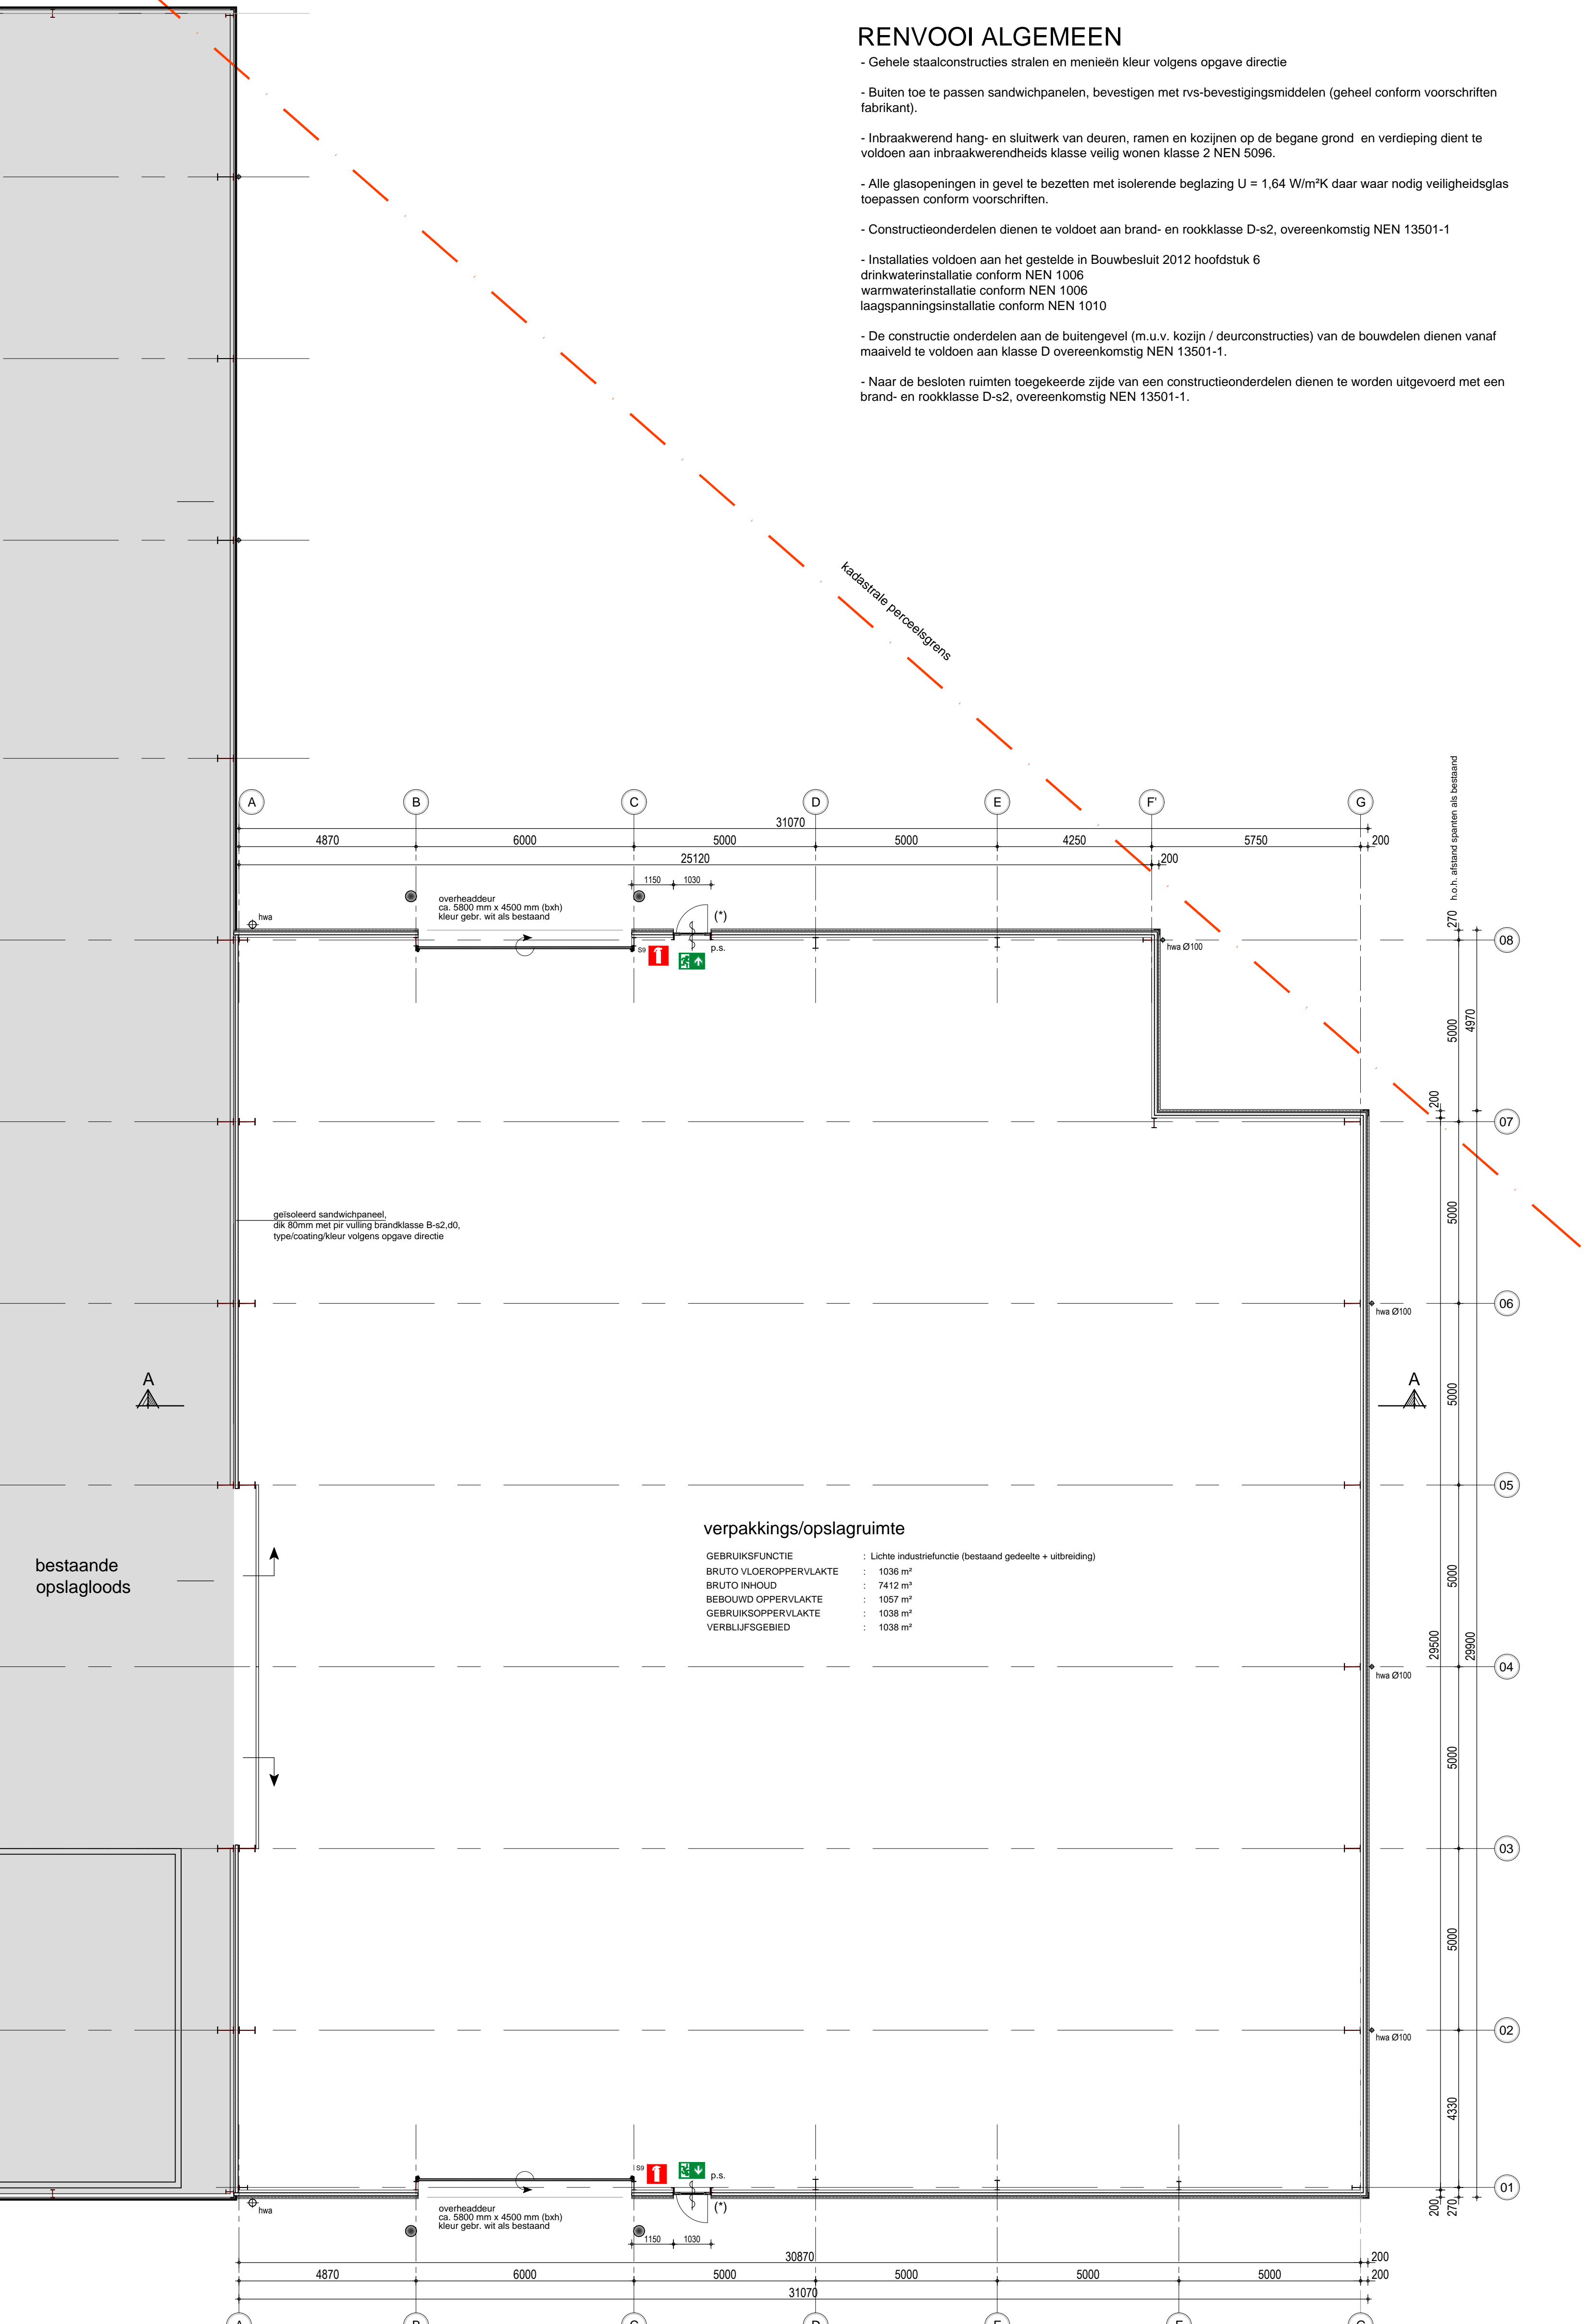 RENVOOI ALGEMEEN
- Gehele staalconstructies stralen en menieën kleur volgens opgave directie
- Buiten toe te passen sandwichpanelen, bevestigen met rvs-bevestigingsmiddelen (geheel conform voorschriften
fabrikant).
- Inbraakwerend hang- en sluitwerk van deuren, ramen en kozijnen op de begane grond en verdieping dient te
voldoen aan inbraakwerendheids klasse veilig wonen klasse 2 NEN 5096.
- Alle glasopeningen in gevel te bezetten met isolerende beglazing U = 1,64 W/m²K daar waar nodig veiligheidsglas
toepassen conform voorschriften.
- Constructieonderdelen dienen te voldoet aan brand- en rookklasse D-s2, overeenkomstig NEN 13501-1
- Installaties voldoen aan het gestelde in Bouwbesluit 2012 hoofdstuk 6
drinkwaterinstallatie conform NEN 1006
warmwaterinstallatie conform NEN 1006
laagspanningsinstallatie conform NEN 1010
- De constructie onderdelen aan de buitengevel (m.u.v. kozijn / deurconstructies) van de bouwdelen dienen vanaf
maaiveld te voldoen aan klasse D overeenkomstig NEN 13501-1.
- Naar de besloten ruimten toegekeerde zijde van een constructieonderdelen dienen te worden uitgevoerd met een
brand- en rookklasse D-s2, overeenkomstig NEN 13501-1.
kadastrale perceelsgrens
h.o.h. afstand spanten als bestaand
A B C D E F' G
31070
4870 6000 5000 5000 4250 5750 200
25120 200
1150 1030
overheaddeur
ca. 5800 mm x 4500 mm (bxh)
kleur gebr. wit als bestaand
hwa
(*)
S9
p.s.
hwa Ø100
270
08
5000
4970
200
07
5000
geïsoleerd sandwichpaneel,
dik 80mm met pir vulling brandklasse B-s2,d0,
type/coating/kleur volgens opgave directie
06
hwa Ø100
A
A
5000
05
verpakkings/opslagruimte
GEBRUIKSFUNCTIE : Lichte industriefunctie (bestaand gedeelte + uitbreiding)
BRUTO VLOEROPPERVLAKTE : 1036 m²
BRUTO INHOUD : 7412 m³
BEBOUWD OPPERVLAKTE : 1057 m²
GEBRUIKSOPPERVLAKTE : 1038 m²
VERBLIJFSGEBIED : 1038 m²
bestaande
opslagloods
5000
29500
29900
04
hwa Ø100
5000
03
5000
02
hwa Ø100
4330
S9
p.s.
01
200
270
hwa
overheaddeur
ca. 5800 mm x 4500 mm (bxh)
kleur gebr. wit als bestaand
(*)
1150 1030
30870 200
4870 6000 5000 5000 5000 5000 200
31070
A B C D E F G